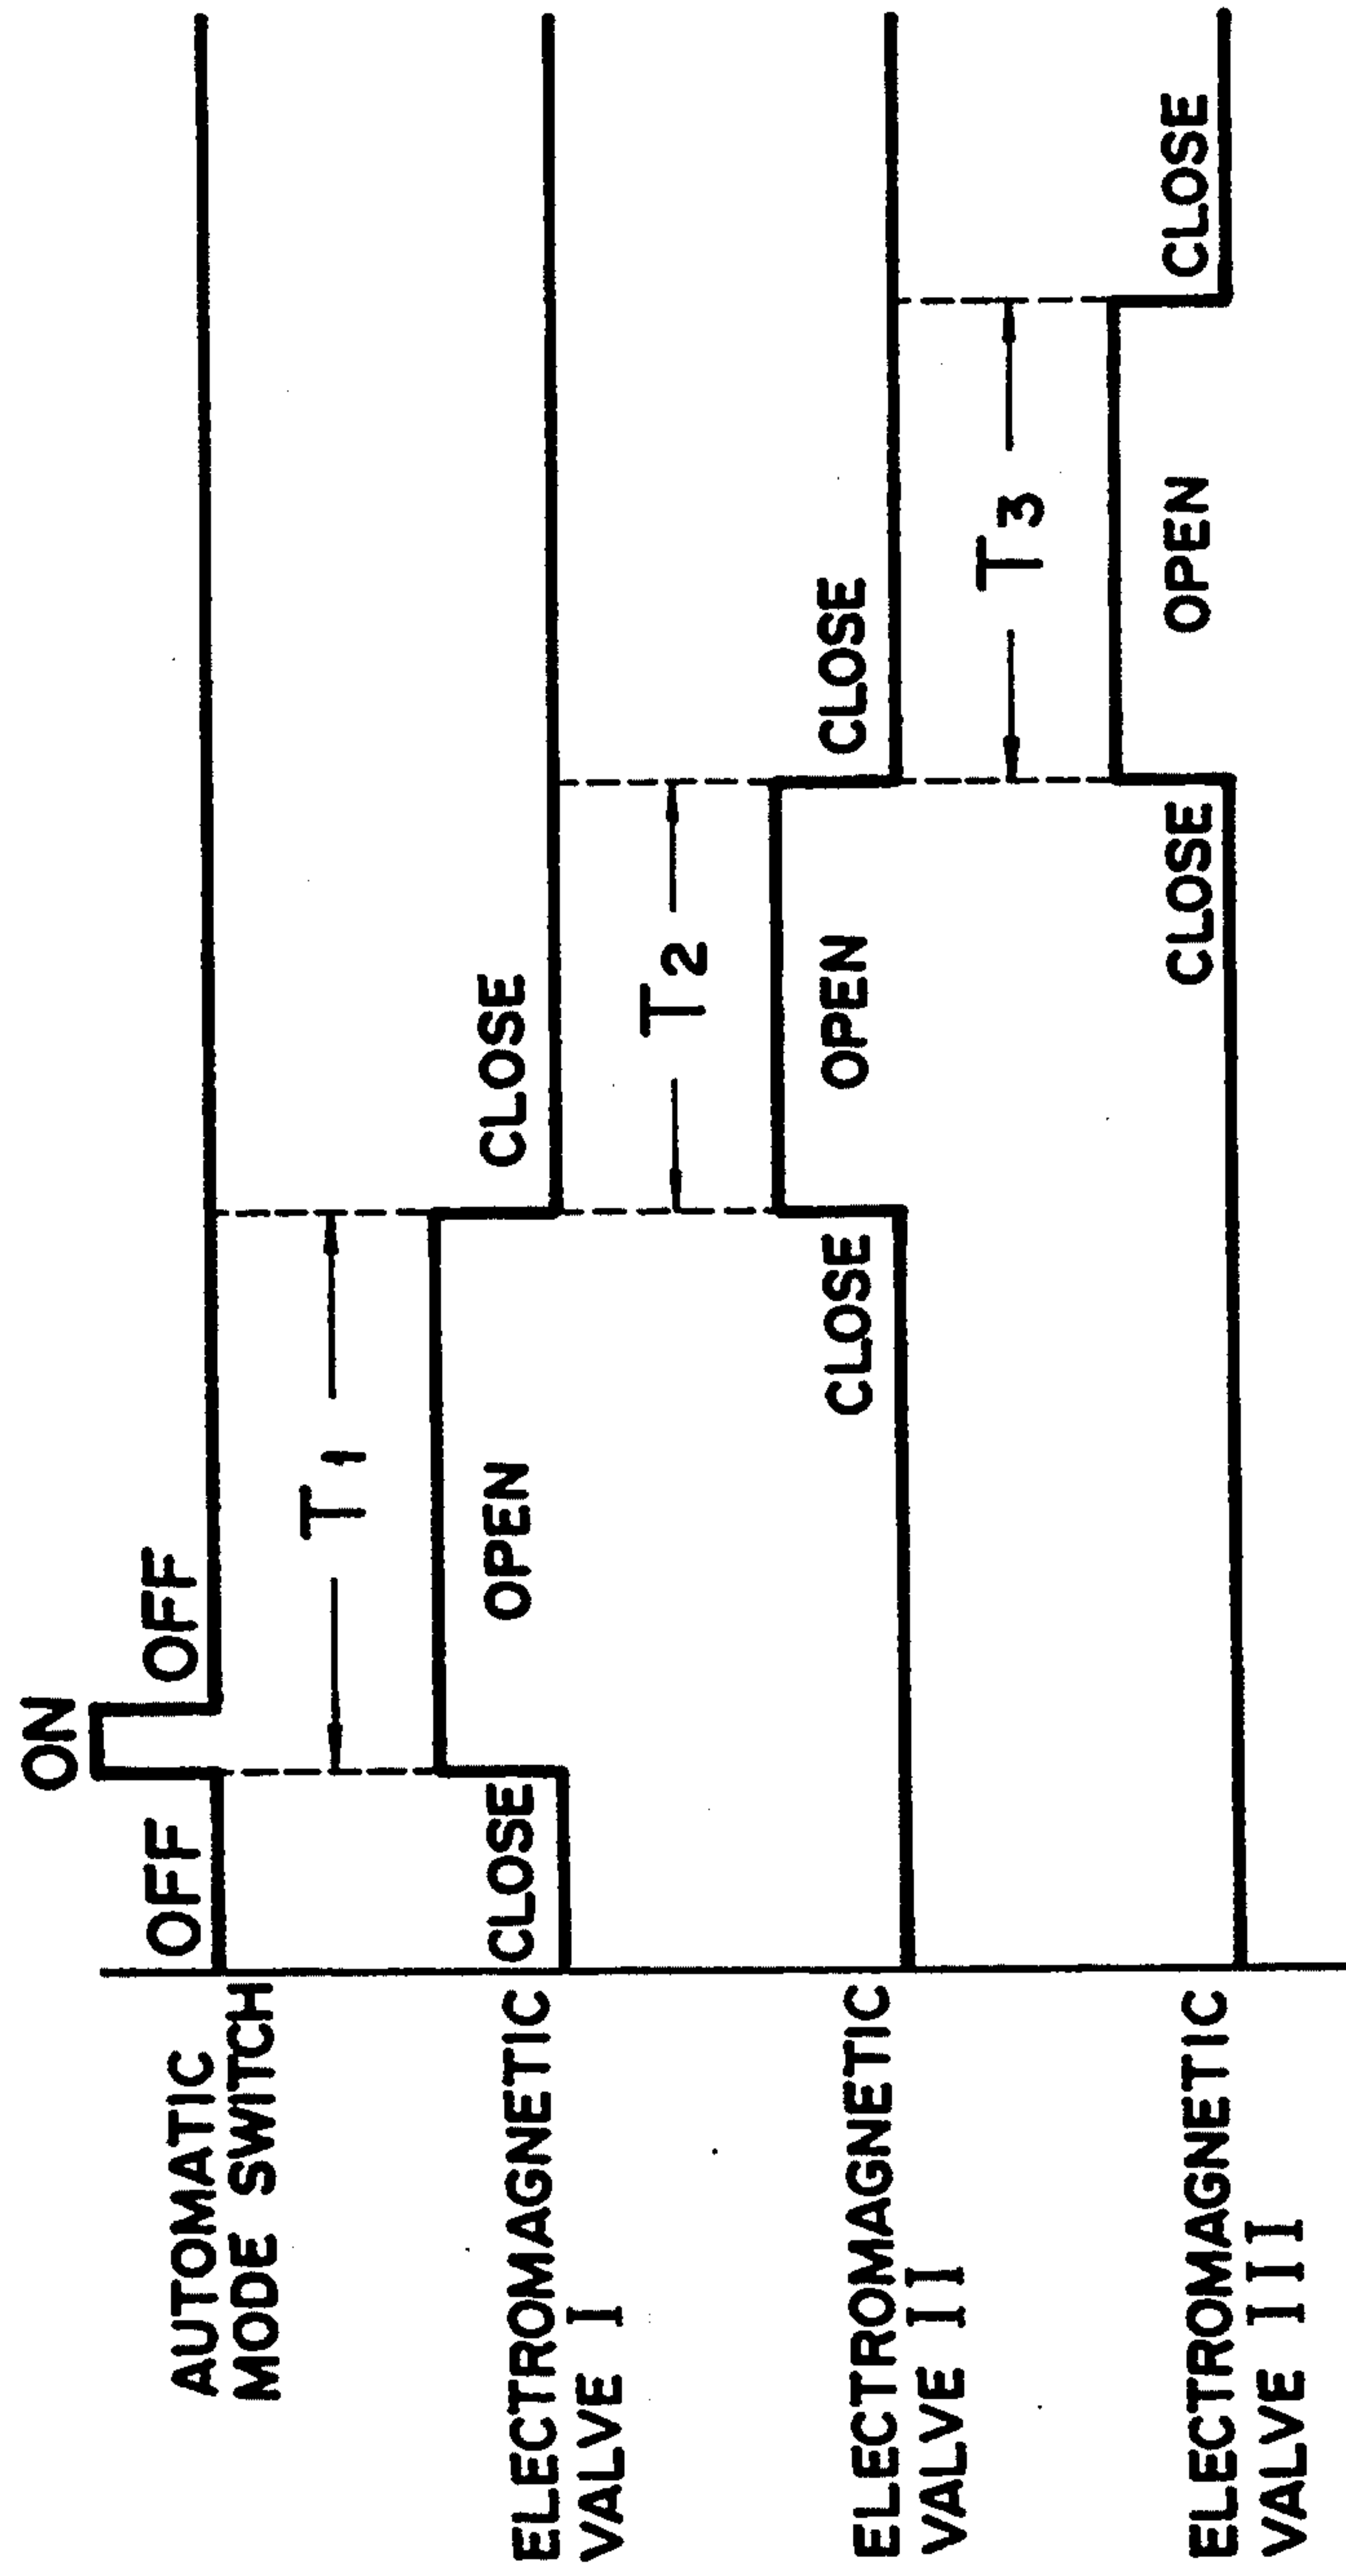 ON
OFF OFF
AUTOMATIC
MODE SWITCH
T1
CLOSE OPEN CLOSE
ELECTROMAGNETIC
VALVE I
T2
CLOSE OPEN CLOSE
ELECTROMAGNETIC
VALVE II
T3
CLOSE OPEN CLOSE
ELECTROMAGNETIC
VALVE III